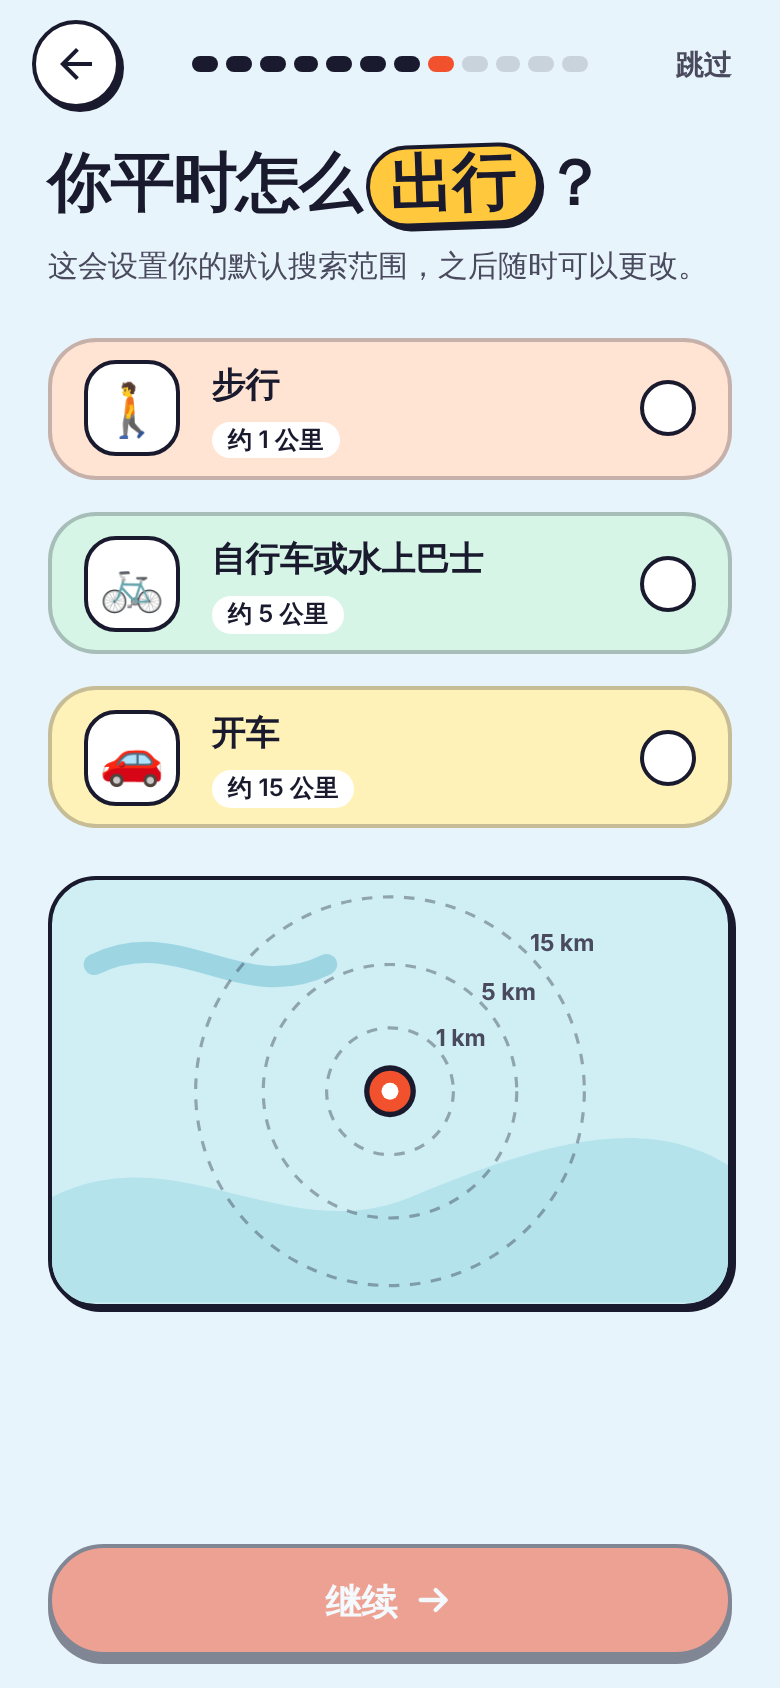 跳过
你平时怎么出行？
这会设置你的默认搜索范围，之后随时可以更改。
步行
约 1 公里
自行车或水上巴士
约 5 公里
开车
约 15 公里
15 km
5 km
1 km
继续 →